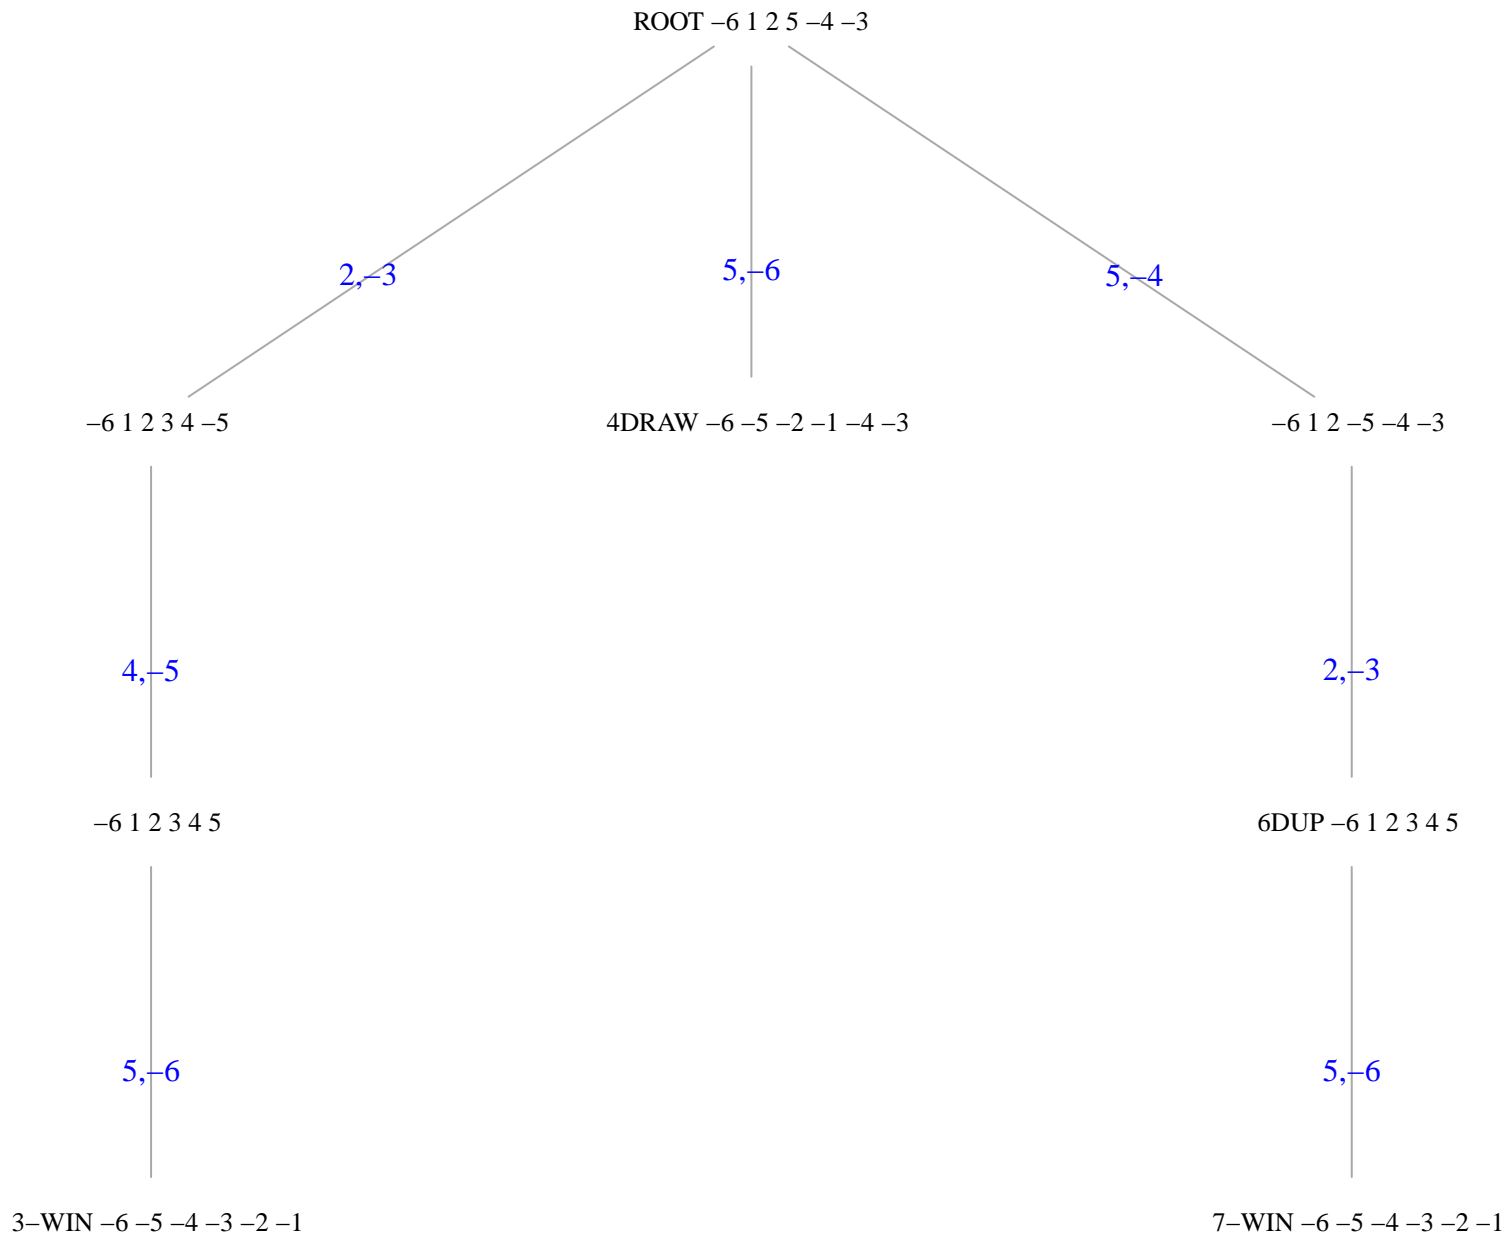 ROOT –6 1 2 5 –4 –3
2,–3
5,–6
5,–4
–6 1 2 3 4 –5
4DRAW –6 –5 –2 –1 –4 –3
–6 1 2 –5 –4 –3
4,–5
2,–3
–6 1 2 3 4 5
6DUP –6 1 2 3 4 5
5,–6
5,–6
3–WIN –6 –5 –4 –3 –2 –1
7–WIN –6 –5 –4 –3 –2 –1